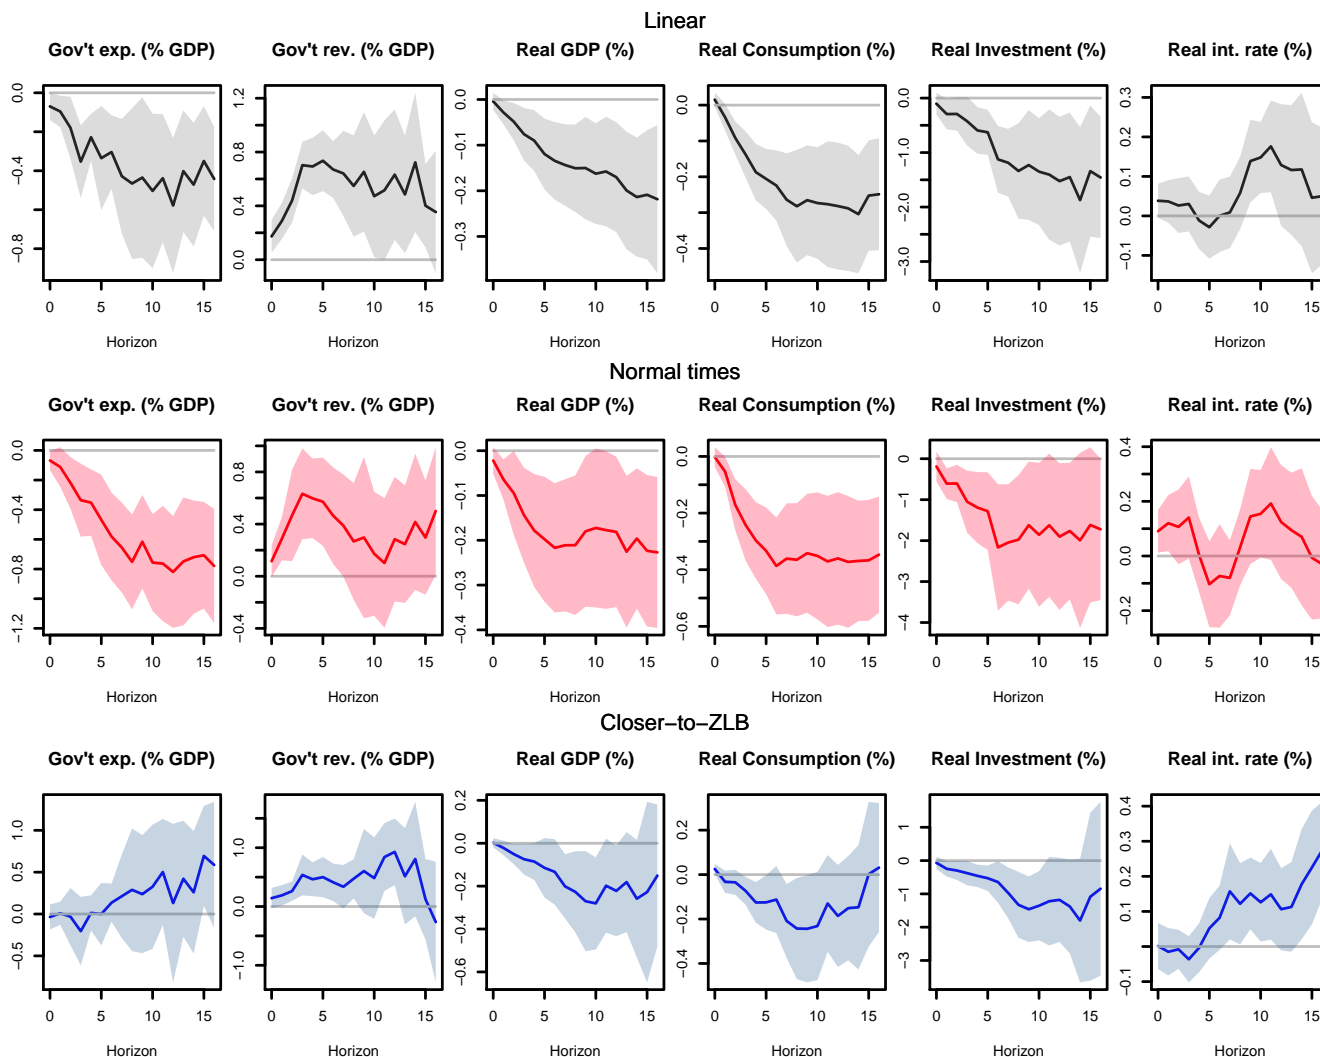 Linear
Gov't exp. (% GDP) Gov't rev. (% GDP) Real GDP (%) Real Consumption (%) Real Investment (%) Real int. rate (%)
0.0 −0.4 −0.8 1.2 0.8 0.4 0.0 0.0 −0.1 −0.2 −0.3 0.0 −0.2 −0.4 0.0 −1.0 −2.0 −3.0 0.3 0.2 0.1 0.0 −0.1
0 5 10 15 0 5 10 15 0 5 10 15 0 5 10 15 0 5 10 15 0 5 10 15
Horizon Horizon Horizon Horizon Horizon Horizon
Normal times
Gov't exp. (% GDP) Gov't rev. (% GDP) Real GDP (%) Real Consumption (%) Real Investment (%) Real int. rate (%)
0.0 −0.4 −0.8 −1.2 0.8 0.4 0.0 −0.4 0.0 −0.1 −0.2 −0.3 −0.4 0.0 −0.2 −0.4 −0.6 0 −1 −2 −3 −4 0.4 0.2 0.0 −0.2
0 5 10 15 0 5 10 15 0 5 10 15 0 5 10 15 0 5 10 15 0 5 10 15
Horizon Horizon Horizon Horizon Horizon Horizon
Closer−to−ZLB
Gov't exp. (% GDP) Gov't rev. (% GDP) Real GDP (%) Real Consumption (%) Real Investment (%) Real int. rate (%)
1.0 0.5 0.0 −0.5 1.0 0.0 −1.0 0.2 0.0 −0.2 −0.4 −0.6 0.2 0.0 −0.2 −0.4 1 0 −1 −2 −3 0.4 0.3 0.2 0.1 −0.1
0 5 10 15 0 5 10 15 0 5 10 15 0 5 10 15 0 5 10 15 0 5 10 15
Horizon Horizon Horizon Horizon Horizon Horizon